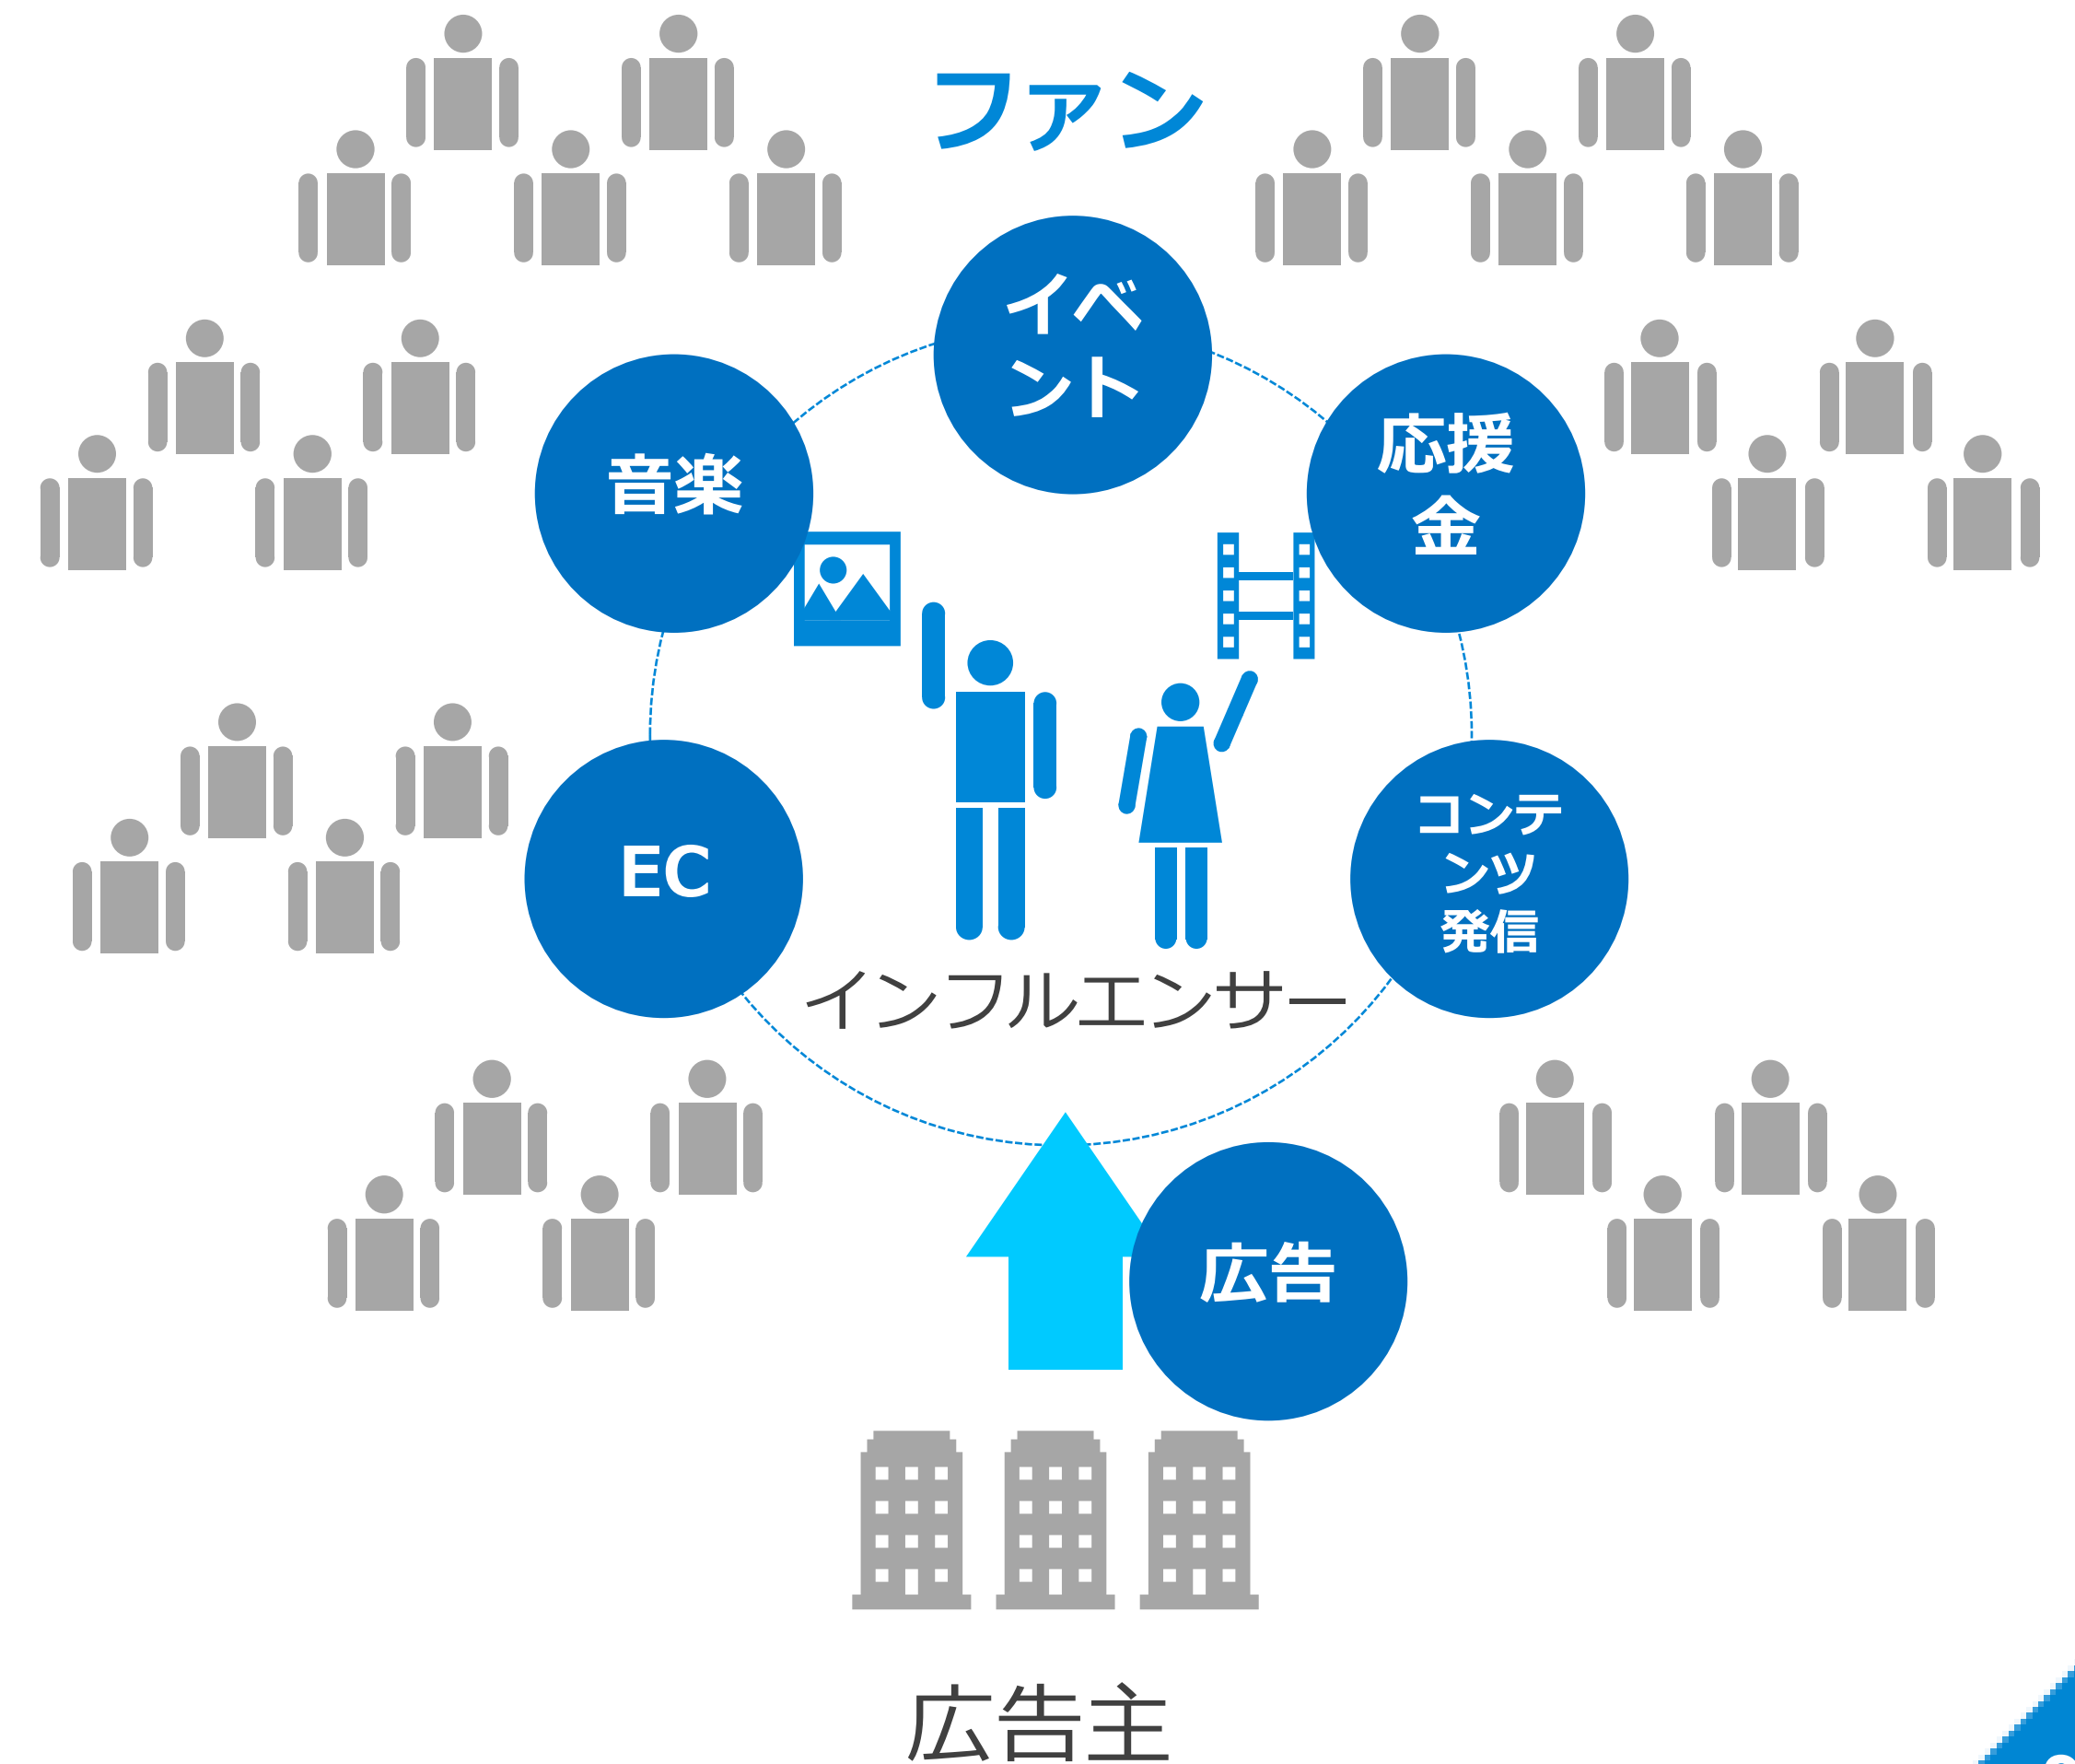 ファン
イベ
ント
音楽
応援
金
EC
コンテ
ンツ
発信
インフルエンサー
広告
広告主